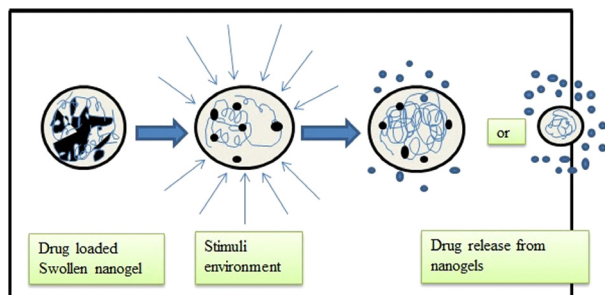 or
Drug loaded
Swollen nanogel
Stimuli
environment
Drug release from
nanogels